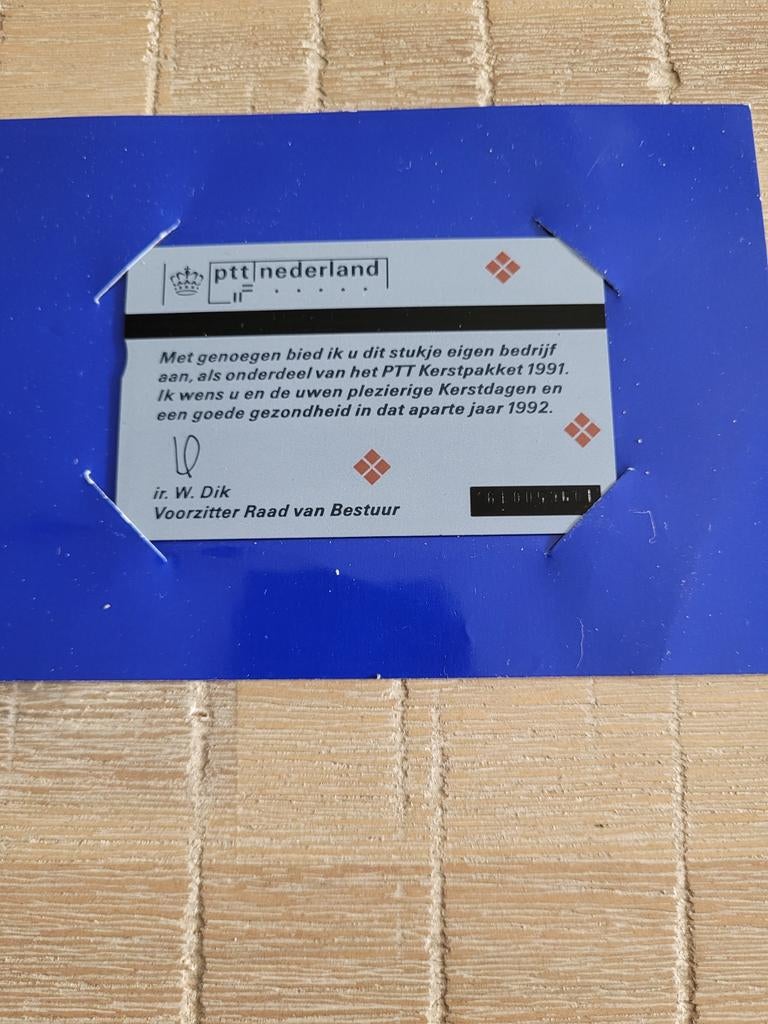 ptt nederland
Met genoegen bied ik u dit stukje eigen bedrijf
aan, als onderdeel van het PTT Kerstpakket 1991.
Ik wens u en de uwen plezierige Kerstdagen en
een goede gezondheid in dat aparte jaar 1992.
ir. W. Dik
Voorzitter Raad van Bestuur